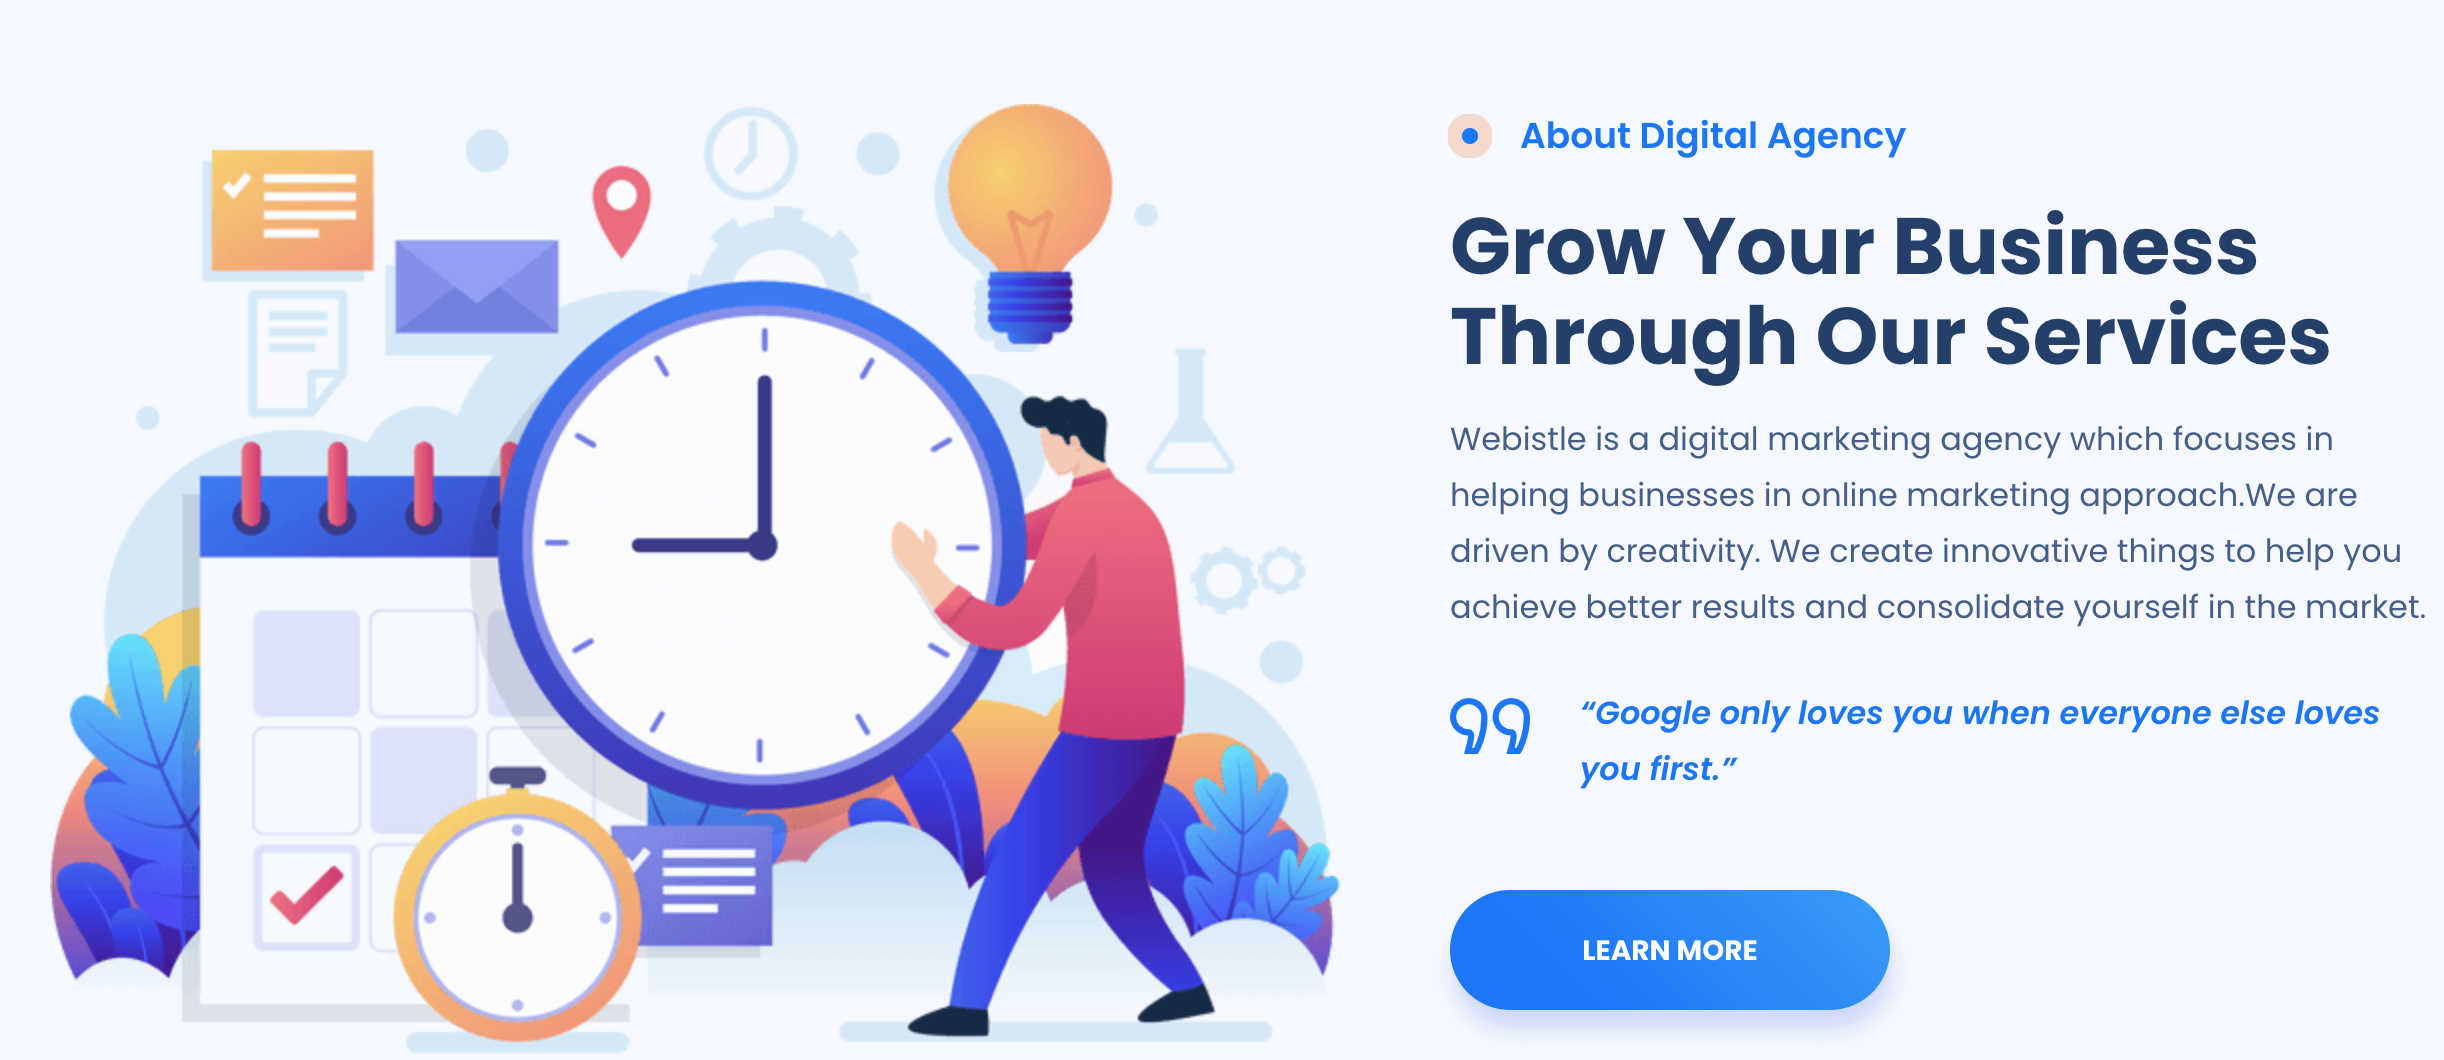 About Digital Agency
Grow Your Business
Through Our Services
Webistle is a digital marketing agency which focuses in
helping businesses in online marketing approach.We are
driven by creativity. We create innovative things to help you
achieve better results and consolidate yourself in the market.
“Google only loves you when everyone else loves
you first.”
LEARN MORE